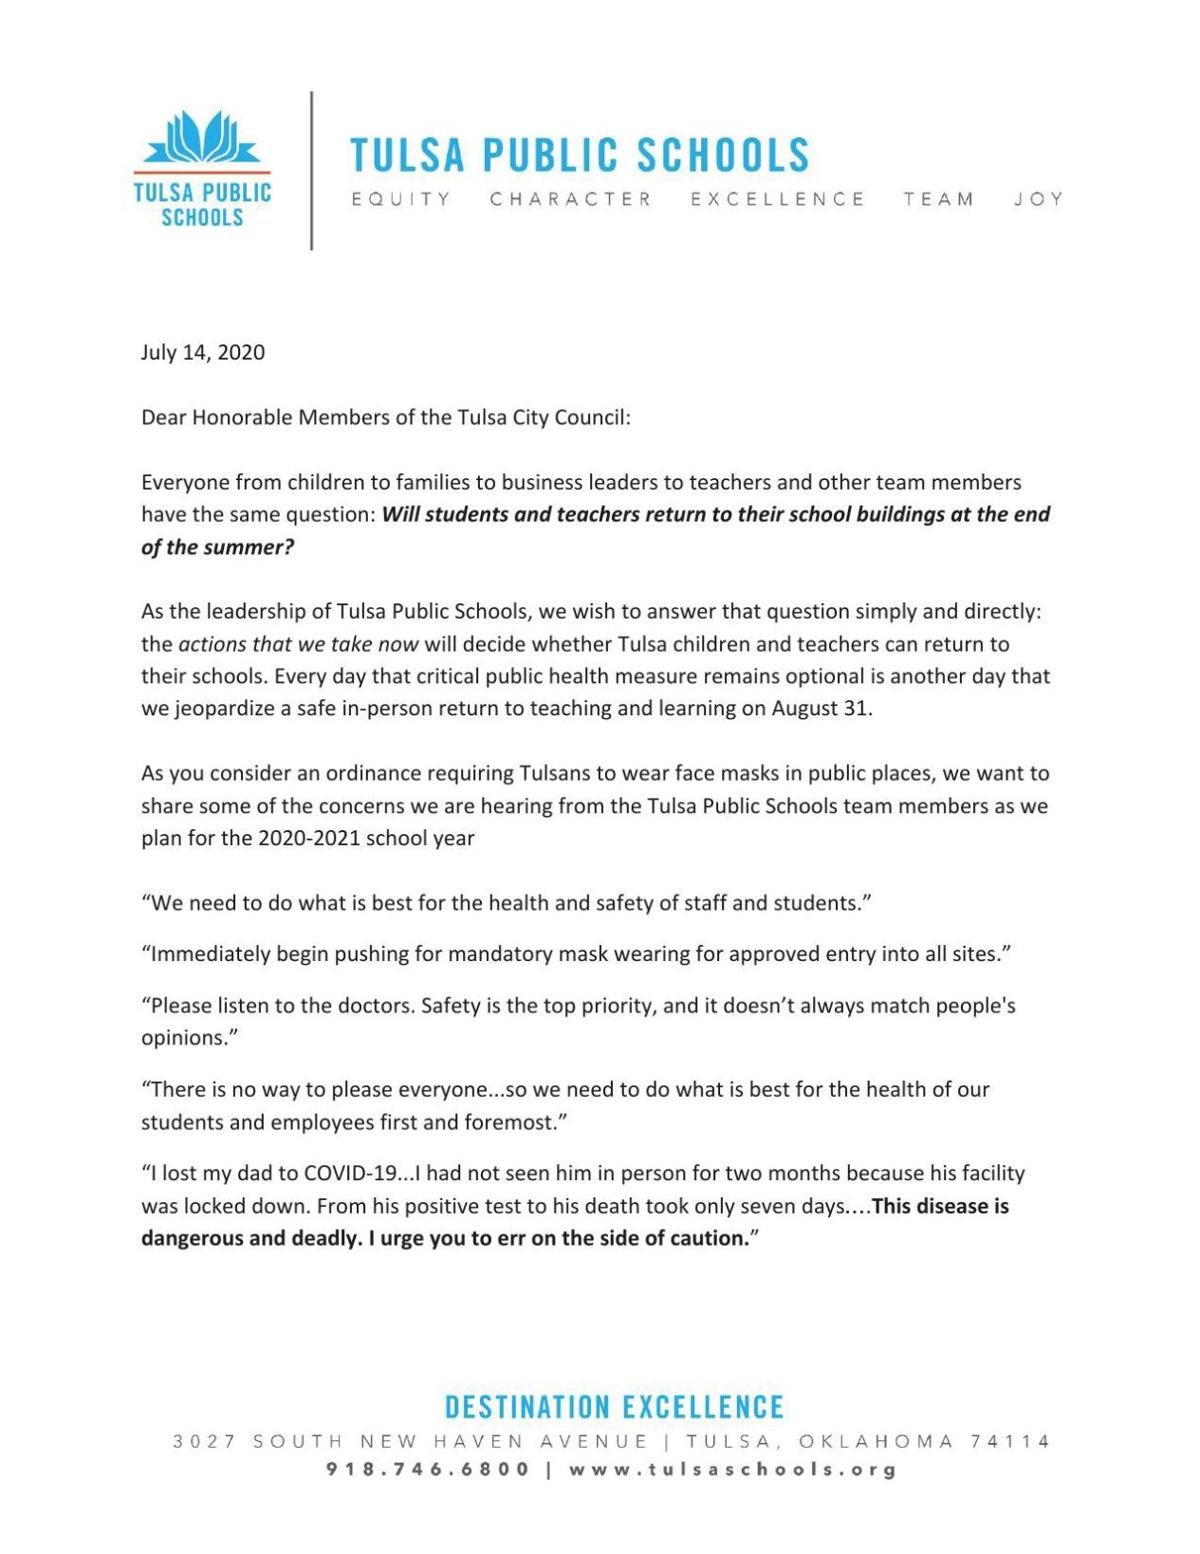 TULSA PUBLIC
SCHOOLS
TULSA PUBLIC SCHOOLS
EQUITY CHARACTER EXCELLENCE TEAM JOY
July 14, 2020
Dear Honorable Members of the Tulsa City Council:
Everyone from children to families to business leaders to teachers and other team members
have the same question: Will students and teachers return to their school buildings at the end
of the summer?
As the leadership of Tulsa Public Schools, we wish to answer that question simply and directly:
the actions that we take now will decide whether Tulsa children and teachers can return to
their schools. Every day that critical public health measure remains optional is another day that
we jeopardize a safe in-person return to teaching and learning on August 31.
As you consider an ordinance requiring Tulsans to wear face masks in public places, we want to
share some of the concerns we are hearing from the Tulsa Public Schools team members as we
plan for the 2020-2021 school year
“We need to do what is best for the health and safety of staff and students.”
“Immediately begin pushing for mandatory mask wearing for approved entry into all sites.”
“Please listen to the doctors. Safety is the top priority, and it doesn’t always match people's
opinions.”
“There is no way to please everyone...so we need to do what is best for the health of our
students and employees first and foremost.”
“I lost my dad to COVID-19...I had not seen him in person for two months because his facility
was locked down. From his positive test to his death took only seven days....This disease is
dangerous and deadly. I urge you to err on the side of caution.”
DESTINATION EXCELLENCE
3027 SOUTH NEW HAVEN AVENUE | TULSA, OKLAHOMA 74114
918.746.6800 | www.tulsaschools.org